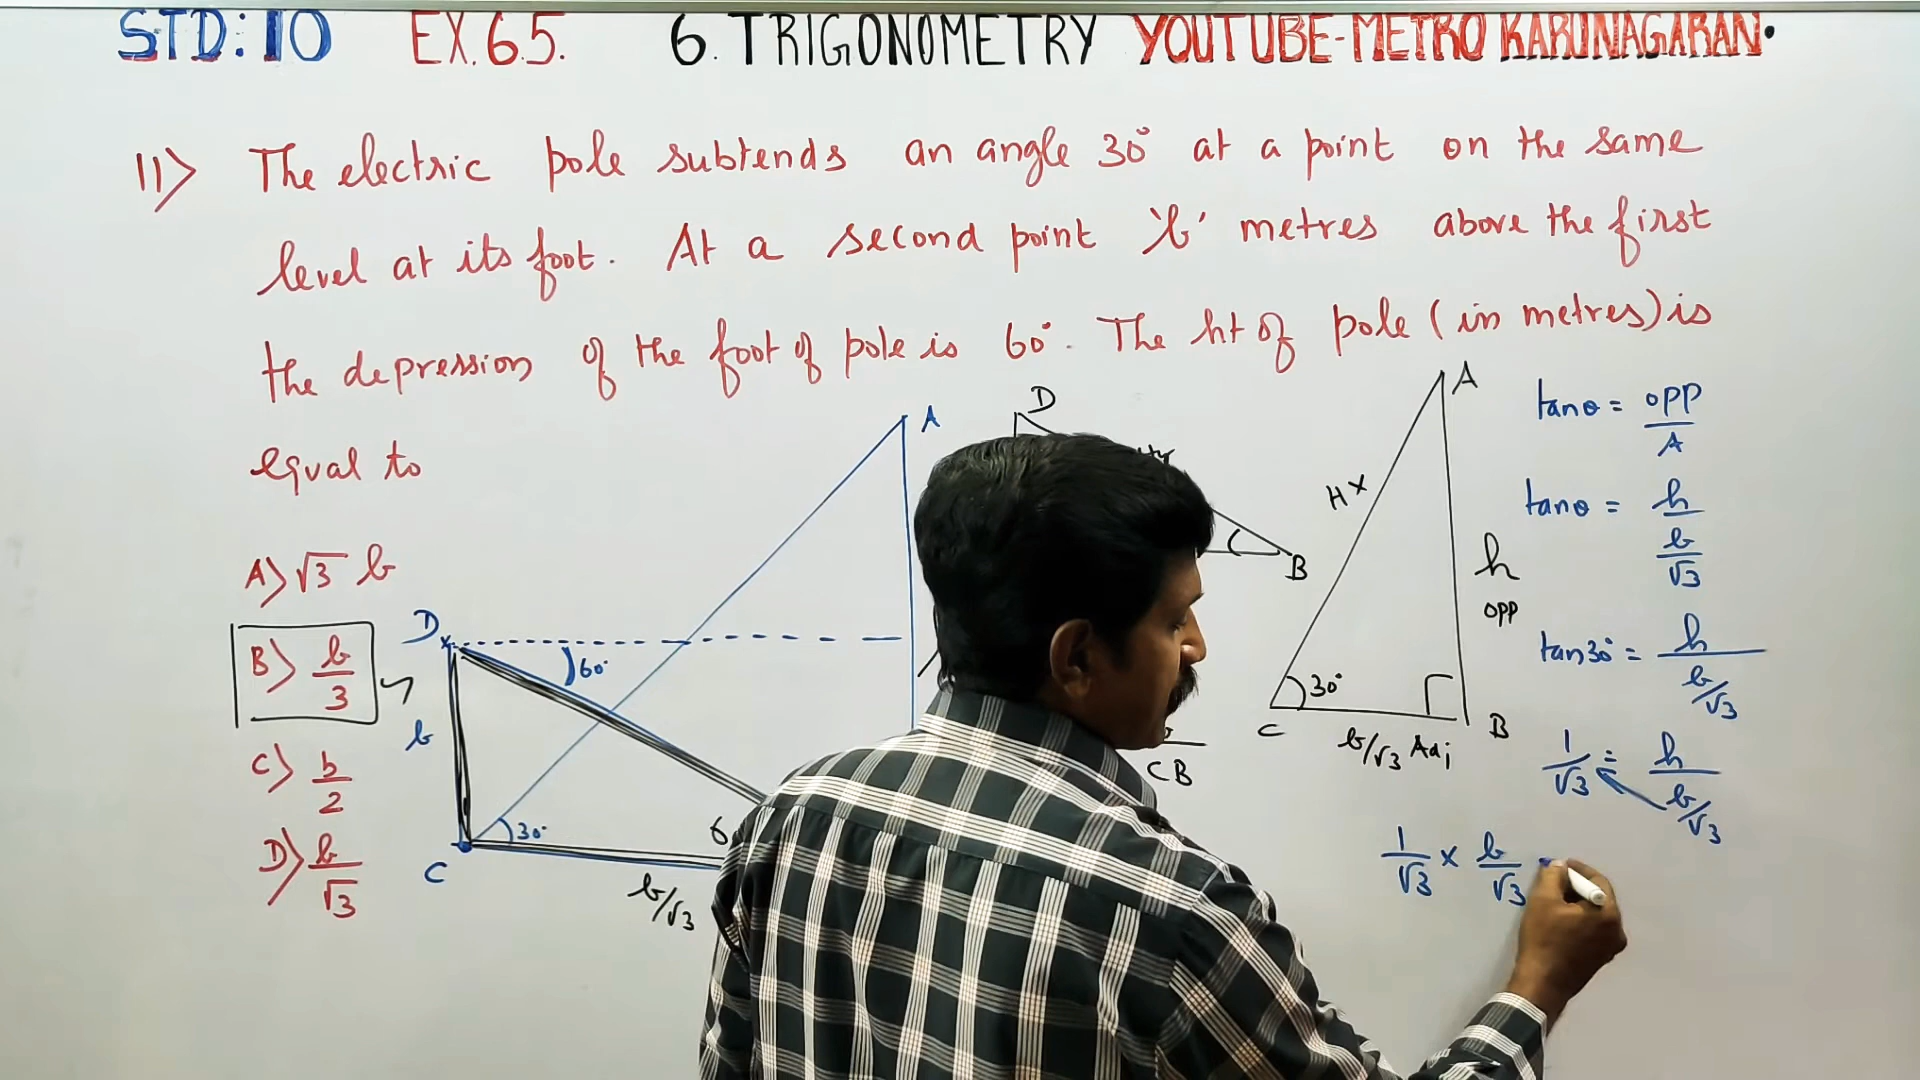 STD: 10 EX.6.5. 6. TRIGONOMETRY YOUTUBE-METRO KARUNAGARAN.
11) The electric pole subtends an angle 30° at a point on the same
level at its foot. At a second point 'b' metres above the first
the depression of the foot of pole is 60°. The ht of pole (in metres) is
equal to
A) √3 b
B) b/3
C) b/2
D) b/√3
A
D
60°
b
30°
C
b/√3
6
D
B
CB
A
H X
h
opp
30°
C
b/√3 Adj
B
tanθ = opp/A
tanθ = h/(b/√3)
tan30° = h/(b/√3)
1/√3 = h/(b/√3)
1/√3 × b/√3